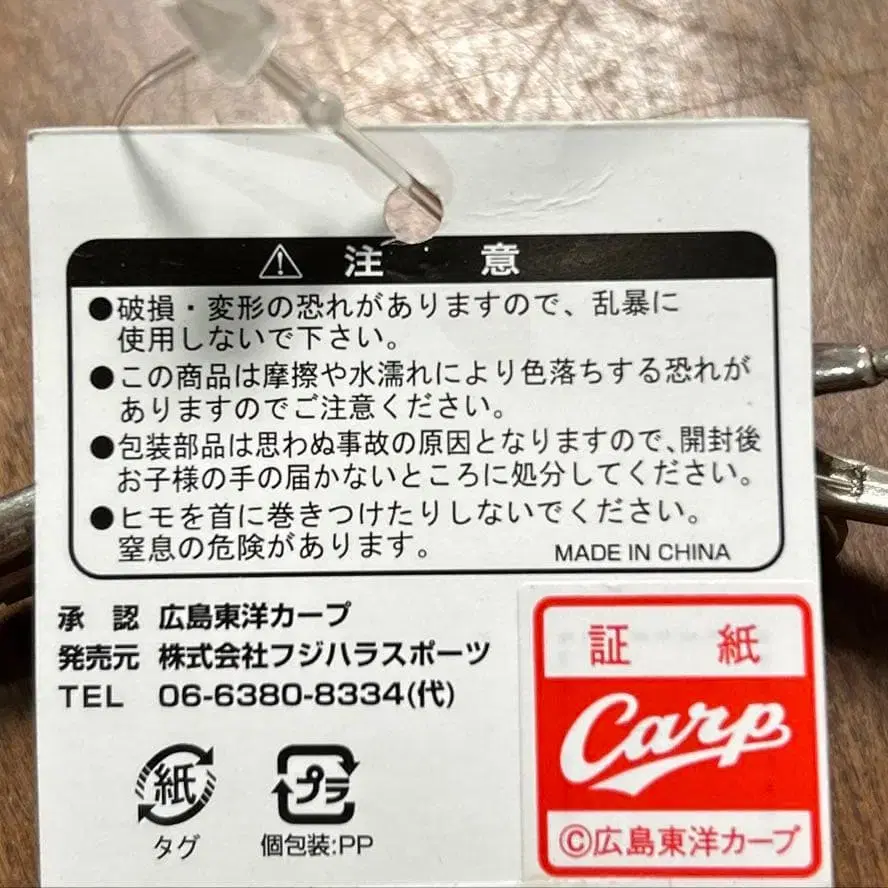 ⚠ 注 意
●破損・変形の恐れがありますので、乱暴に
使用しないで下さい。
●この商品は摩擦や水濡れにより色落ちする恐れが
ありますのでご注意ください。
●包装部品は思わぬ事故の原因となりますので、開封後
お子様の手の届かないところに処分してください。
●ヒモを首に巻きつけたりしないでください。
窒息の危険があります。
MADE IN CHINA
承 認 広島東洋カープ
発売元 株式会社フジハラスポーツ
TEL 06-6380-8334(代)
紙
タグ
プラ
個包装:PP
証 紙
Carp
©広島東洋カープ